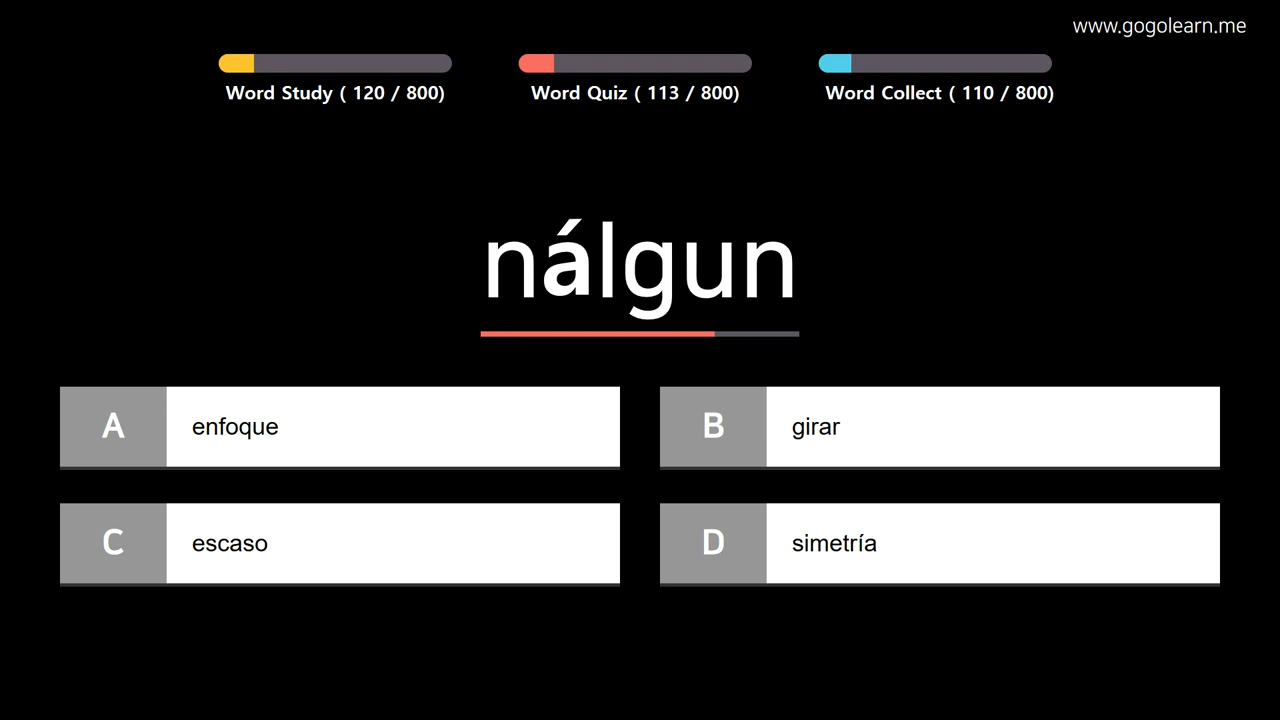 www.gogolearn.me
Word Study ( 120 / 800)
Word Quiz ( 113 / 800)
Word Collect ( 110 / 800)
nálgun
A enfoque
B girar
C escaso
D simetría